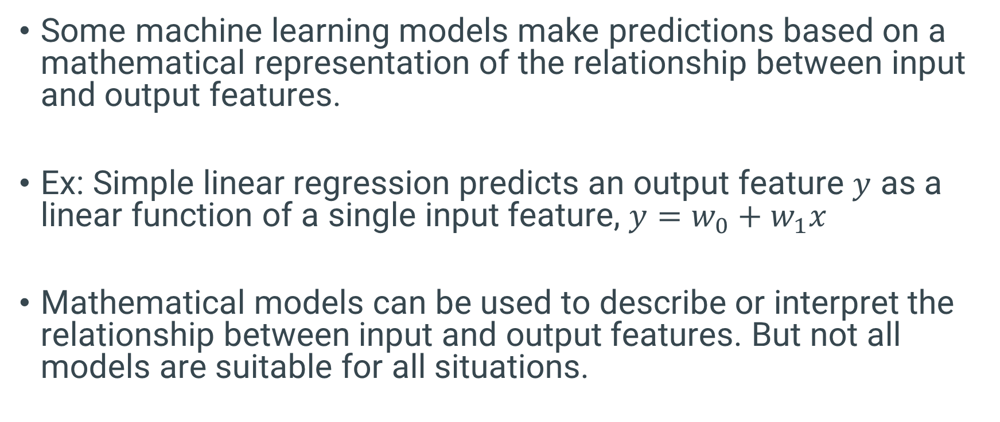 • Some machine learning models make predictions based on a
mathematical representation of the relationship between input
and output features.
• Ex: Simple linear regression predicts an output feature y as a
linear function of a single input feature, y = w₀ + w₁x
• Mathematical models can be used to describe or interpret the
relationship between input and output features. But not all
models are suitable for all situations.